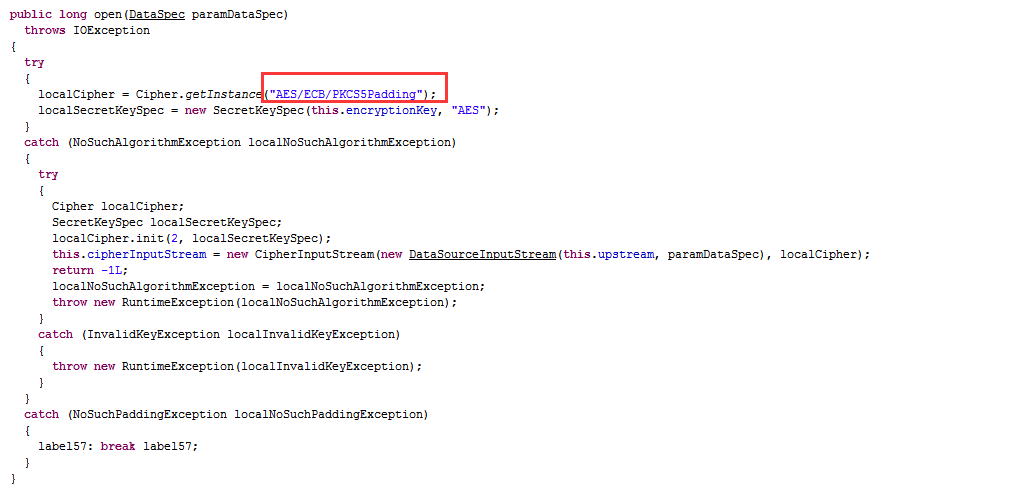 public long open(DataSpec paramDataSpec)
throws IOException
{
try
{
localCipher = Cipher.getInstance("AES/ECB/PKCS5Padding");
localSecretKeySpec = new SecretKeySpec(this.encryptionKey, "AES");
}
catch (NoSuchAlgorithmException localNoSuchAlgorithmException)
{
try
{
Cipher localCipher;
SecretKeySpec localSecretKeySpec;
localCipher.init(2, localSecretKeySpec);
this.cipherInputStream = new CipherInputStream(new DataSourceInputStream(this.upstream, paramDataSpec), localCipher);
return -1L;
localNoSuchAlgorithmException = localNoSuchAlgorithmException;
throw new RuntimeException(localNoSuchAlgorithmException);
}
catch (InvalidKeyException localInvalidKeyException)
{
throw new RuntimeException(localInvalidKeyException);
}
}
catch (NoSuchPaddingException localNoSuchPaddingException)
{
label57: break label57;
}
}